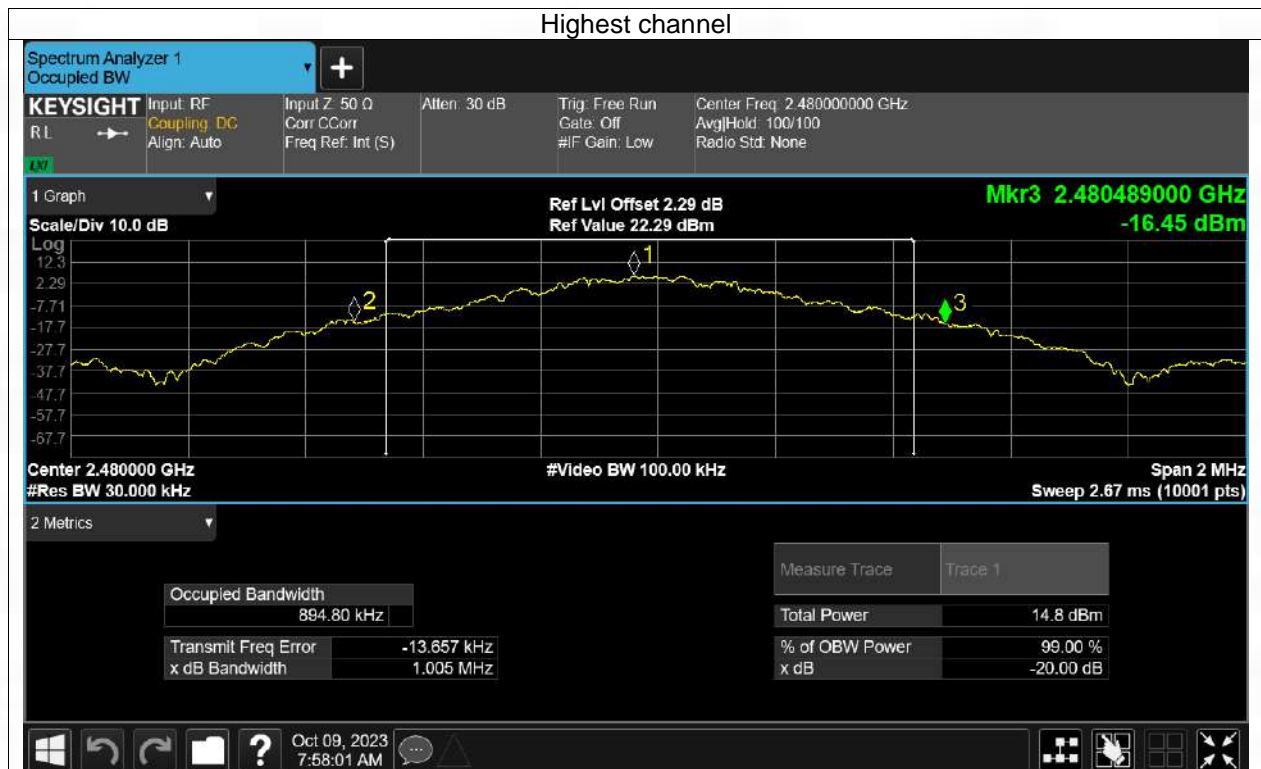 Highest channel
Spectrum Analyzer 1
Occupied BW
+
KEYSIGHT
R L
LXI
Input: RF
Coupling: DC
Align: Auto
Input Z: 50 Ω
Corr CCorr
Freq Ref: Int (S)
Atten: 30 dB
Trig: Free Run
Gate: Off
#IF Gain: Low
Center Freq: 2.480000000 GHz
Avg|Hold: 100/100
Radio Std: None
1 Graph
Scale/Div 10.0 dB
Ref Lvl Offset 2.29 dB
Ref Value 22.29 dBm
Mkr3 2.480489000 GHz
-16.45 dBm
Log
12.3
2.29
-7.71
-17.7
-27.7
-37.7
-47.7
-57.7
-67.7
1
2
3
Center 2.480000 GHz
#Video BW 100.00 kHz
Span 2 MHz
#Res BW 30.000 kHz
Sweep 2.67 ms (10001 pts)
2 Metrics
Measure Trace Trace 1
Occupied Bandwidth
894.80 kHz
Total Power 14.8 dBm
Transmit Freq Error -13.657 kHz
% of OBW Power 99.00 %
x dB Bandwidth 1.005 MHz
x dB -20.00 dB
?
Oct 09, 2023
7:58:01 AM